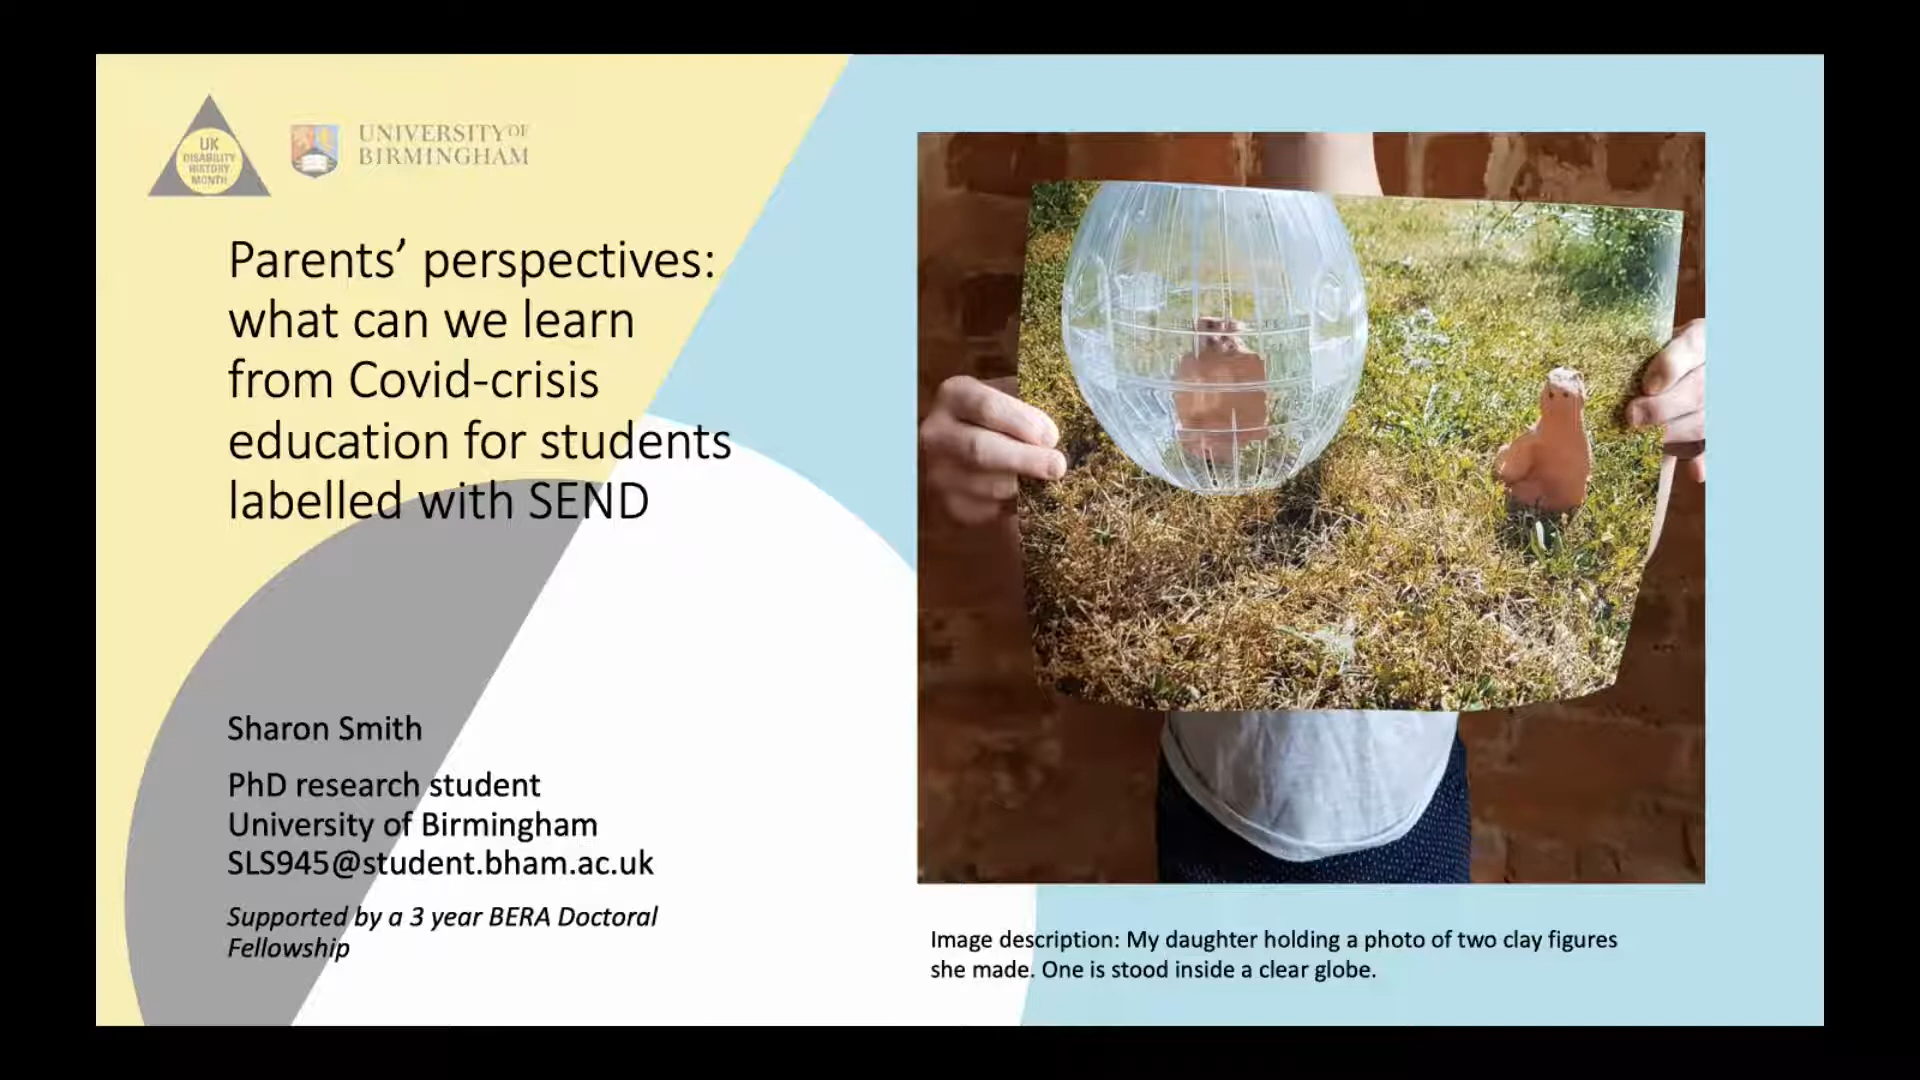 UK
DISABILITY
HISTORY
MONTH
UNIVERSITY OF
BIRMINGHAM
Parents’ perspectives:
what can we learn
from Covid-crisis
education for students
labelled with SEND
Sharon Smith
PhD research student
University of Birmingham
SLS945@student.bham.ac.uk
Supported by a 3 year BERA Doctoral
Fellowship
Image description: My daughter holding a photo of two clay figures
she made. One is stood inside a clear globe.